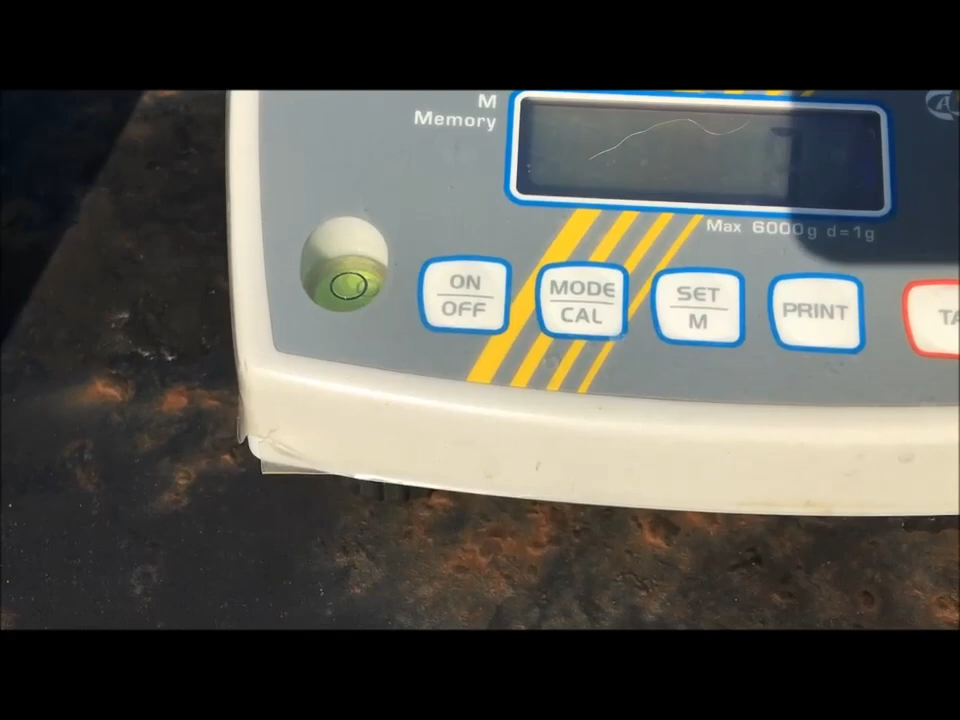 M
Memory
Max 6000g d=1g
ON
OFF
MODE
CAL
SET
M
PRINT